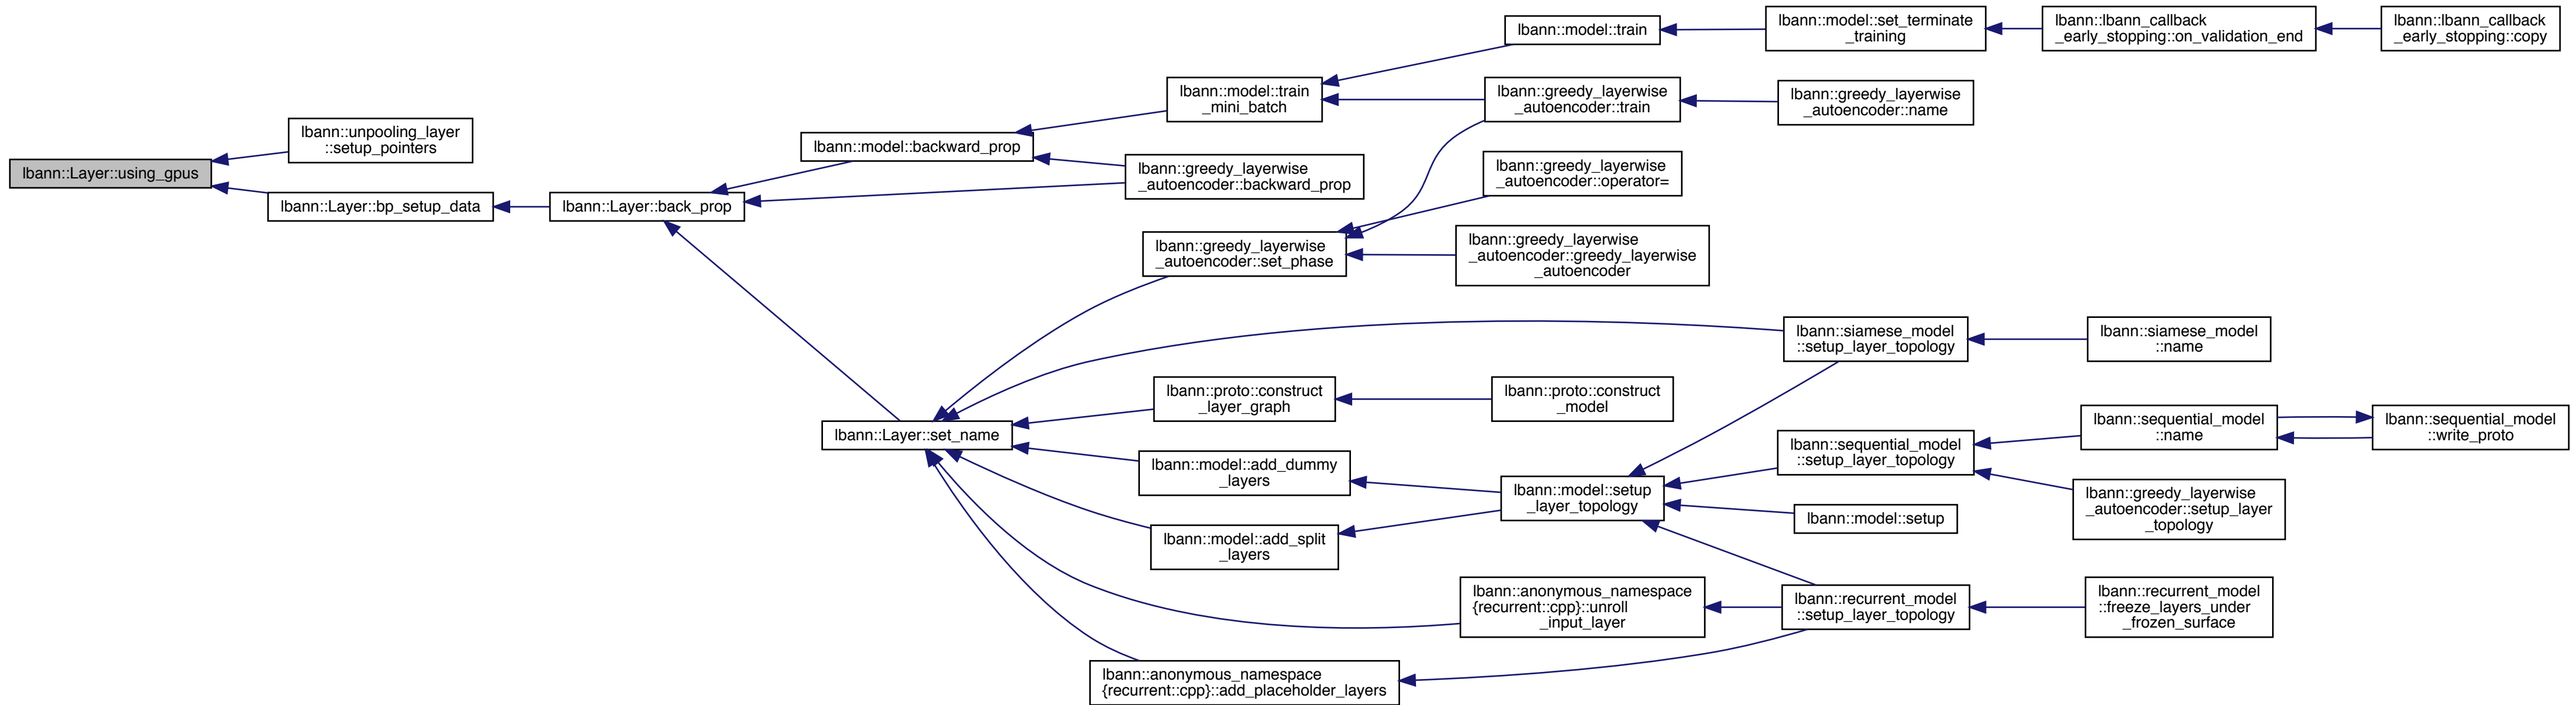 lbann::Layer::using_gpus
lbann::unpooling_layer
::setup_pointers
lbann::Layer::bp_setup_data
lbann::Layer::back_prop
lbann::model::backward_prop
lbann::model::train
_mini_batch
lbann::model::train
lbann::model::set_terminate
_training
lbann::lbann_callback
_early_stopping::on_validation_end
lbann::lbann_callback
_early_stopping::copy
lbann::greedy_layerwise
_autoencoder::train
lbann::greedy_layerwise
_autoencoder::name
lbann::greedy_layerwise
_autoencoder::backward_prop
lbann::greedy_layerwise
_autoencoder::operator=
lbann::greedy_layerwise
_autoencoder::set_phase
lbann::greedy_layerwise
_autoencoder::greedy_layerwise
_autoencoder
lbann::Layer::set_name
lbann::siamese_model
::setup_layer_topology
lbann::siamese_model
::name
lbann::proto::construct
_layer_graph
lbann::proto::construct
_model
lbann::model::add_dummy
_layers
lbann::model::add_split
_layers
lbann::model::setup
_layer_topology
lbann::sequential_model
::setup_layer_topology
lbann::sequential_model
::name
lbann::sequential_model
::write_proto
lbann::greedy_layerwise
_autoencoder::setup_layer
_topology
lbann::model::setup
lbann::anonymous_namespace
{recurrent::cpp}::unroll
_input_layer
lbann::recurrent_model
::setup_layer_topology
lbann::recurrent_model
::freeze_layers_under
_frozen_surface
lbann::anonymous_namespace
{recurrent::cpp}::add_placeholder_layers